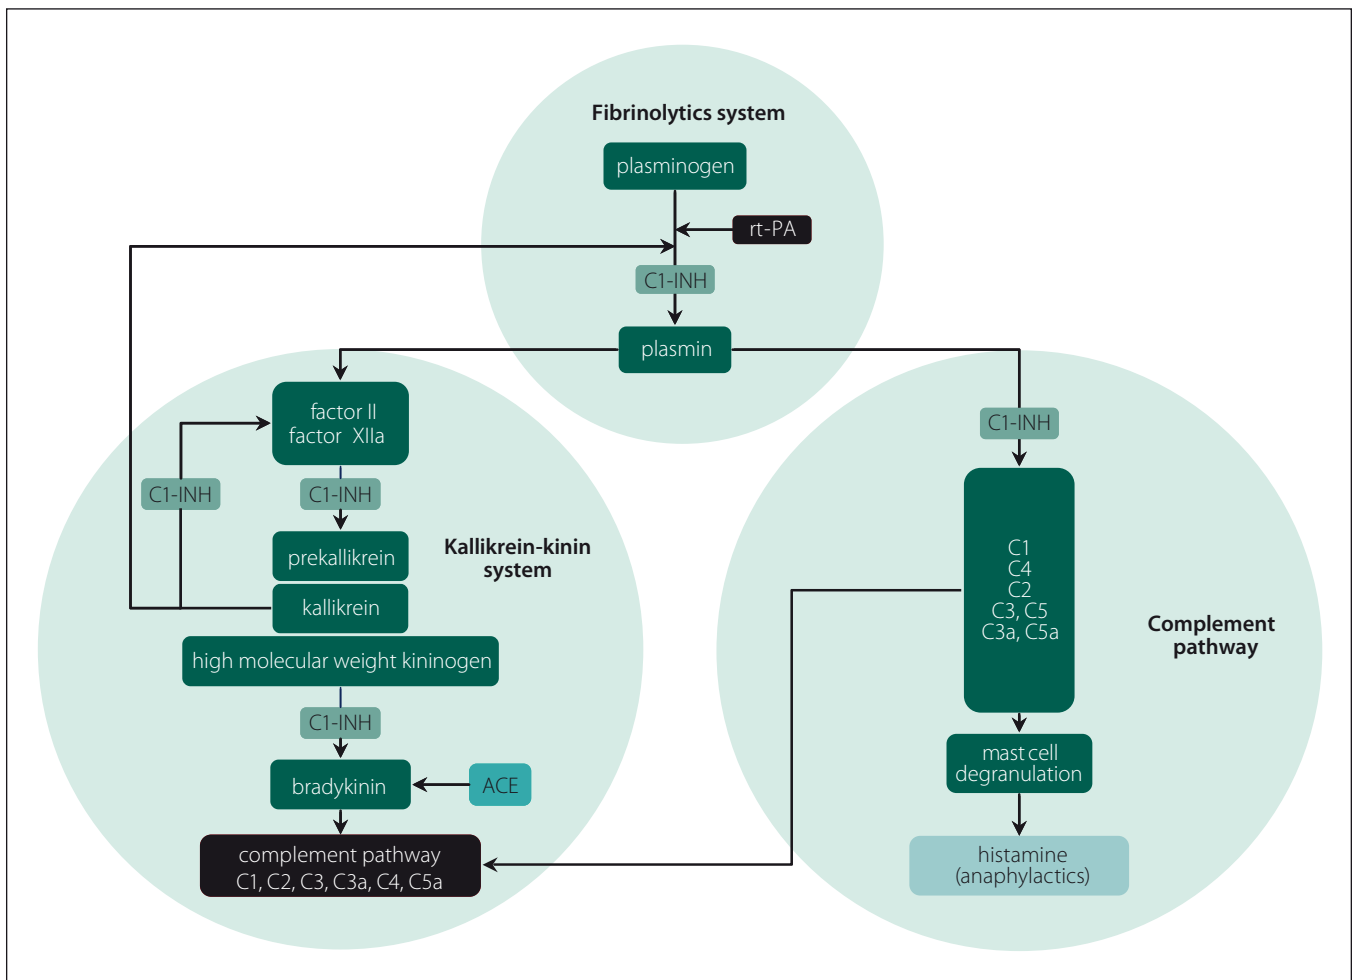 Fibrinolytics system
plasminogen
rt-PA
C1-INH
plasmin
factor II
factor XIIa
C1-INH
C1-INH
prekallikrein
kallikrein
Kallikrein-kinin
system
high molecular weight kininogen
C1-INH
bradykinin
ACE
complement pathway
C1, C2, C3, C3a, C4, C5a
C1-INH
C1
C4
C2
C3, C5
C3a, C5a
Complement
pathway
mast cell
degranulation
histamine
(anaphylactics)